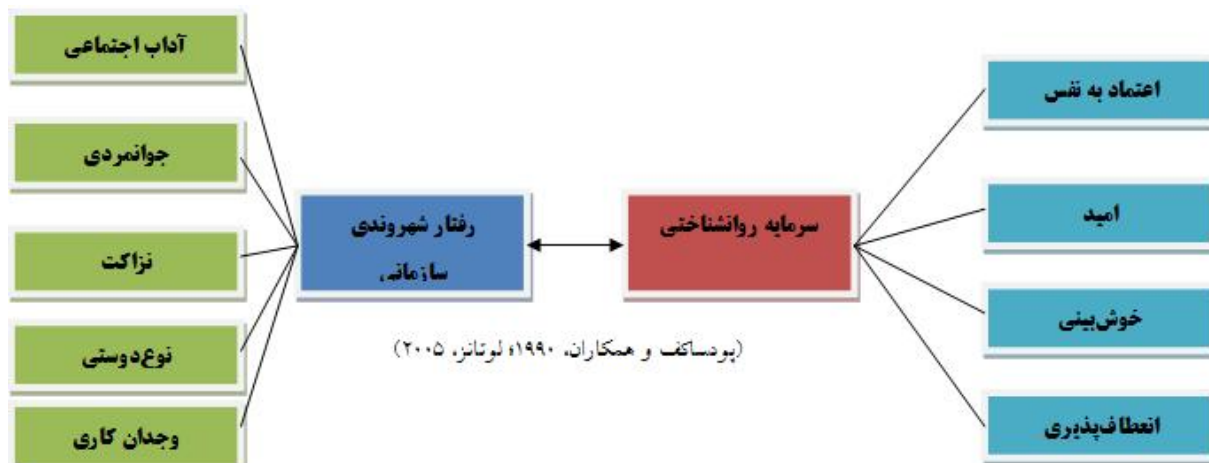 اعتماد به نفس
امید
خوش‌بینی
انعطاف‌پذیری
سرمایه روانشناختی
رفتار شهروندی
سازمانی
آداب اجتماعی
جوانمردی
نزاکت
نوع‌دوستی
وجدان کاری
(پودساکف و همکاران، ۱۹۹۰؛ لوتانز، ۲۰۰۵)